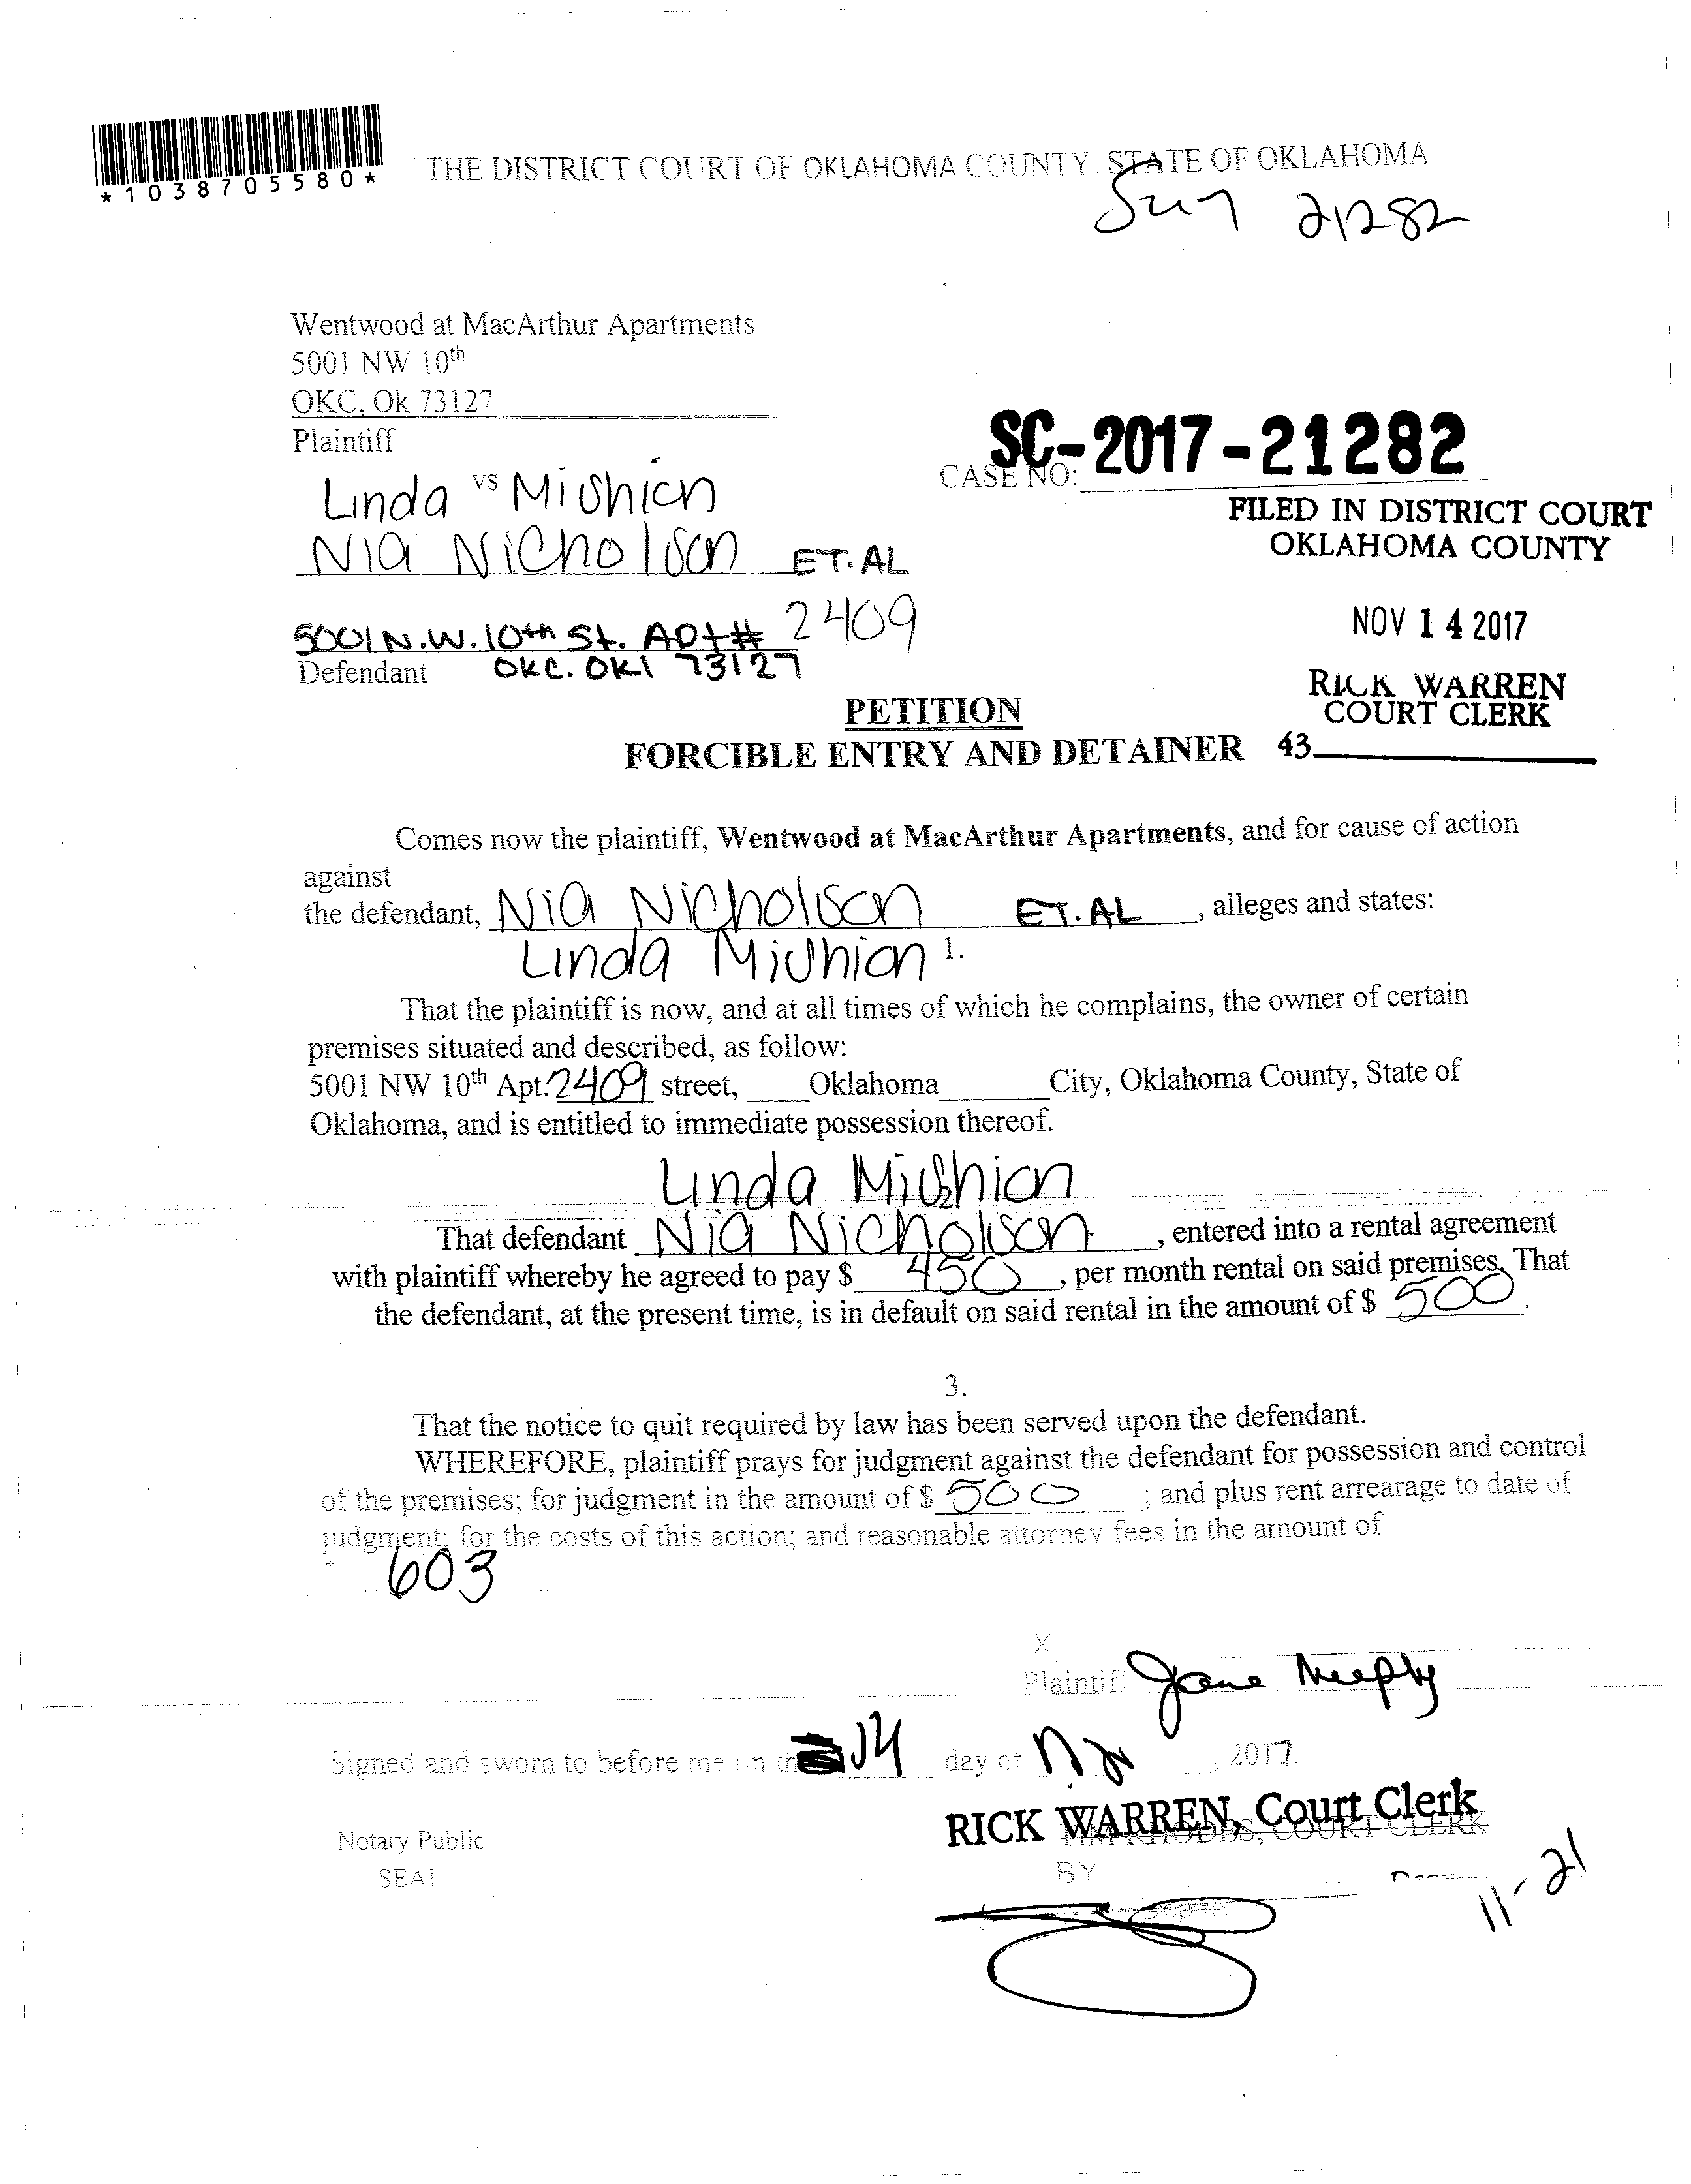 *1038705580*
THE DISTRICT COURT OF OKLAHOMA COUNTY, STATE OF OKLAHOMA
21282
Wentwood at MacArthur Apartments
5001 NW 10th
OKC, Ok 73127
Plaintiff
SC-2017-21282
CASE NO:
vs
Linda
Nia Nicholson ET.AL
FILED IN DISTRICT COURT
OKLAHOMA COUNTY
5001 N.W. 10th St. Apt# 2409
Defendant OKC. OKl 73127
NOV 14 2017
RICK WARREN
COURT CLERK
PETITION
FORCIBLE ENTRY AND DETAINER 43
Comes now the plaintiff, Wentwood at MacArthur Apartments, and for cause of action
against
the defendant, Nia Nicholson ET.AL, alleges and states:
Linda
1.
That the plaintiff is now, and at all times of which he complains, the owner of certain
premises situated and described, as follow:
5001 NW 10th Apt. 2409 street, Oklahoma City, Oklahoma County, State of
Oklahoma, and is entitled to immediate possession thereof.
Linda
That defendant Nia Nicholson, entered into a rental agreement
with plaintiff whereby he agreed to pay $ 450, per month rental on said premises. That
the defendant, at the present time, is in default on said rental in the amount of $ 500.
3.
That the notice to quit required by law has been served upon the defendant.
WHEREFORE, plaintiff prays for judgment against the defendant for possession and control
of the premises; for judgment in the amount of $ 500; and plus rent arrearage to date of
judgment; for the costs of this action; and reasonable attorney fees in the amount of
603
X
Plaintiff Jane
Signed and sworn to before me on the 14 day of Nov, 2017.
RICK WARREN, Court Clerk
TIM RHODES, COURT CLERK
Notary Public
SEAL
BY
11-21